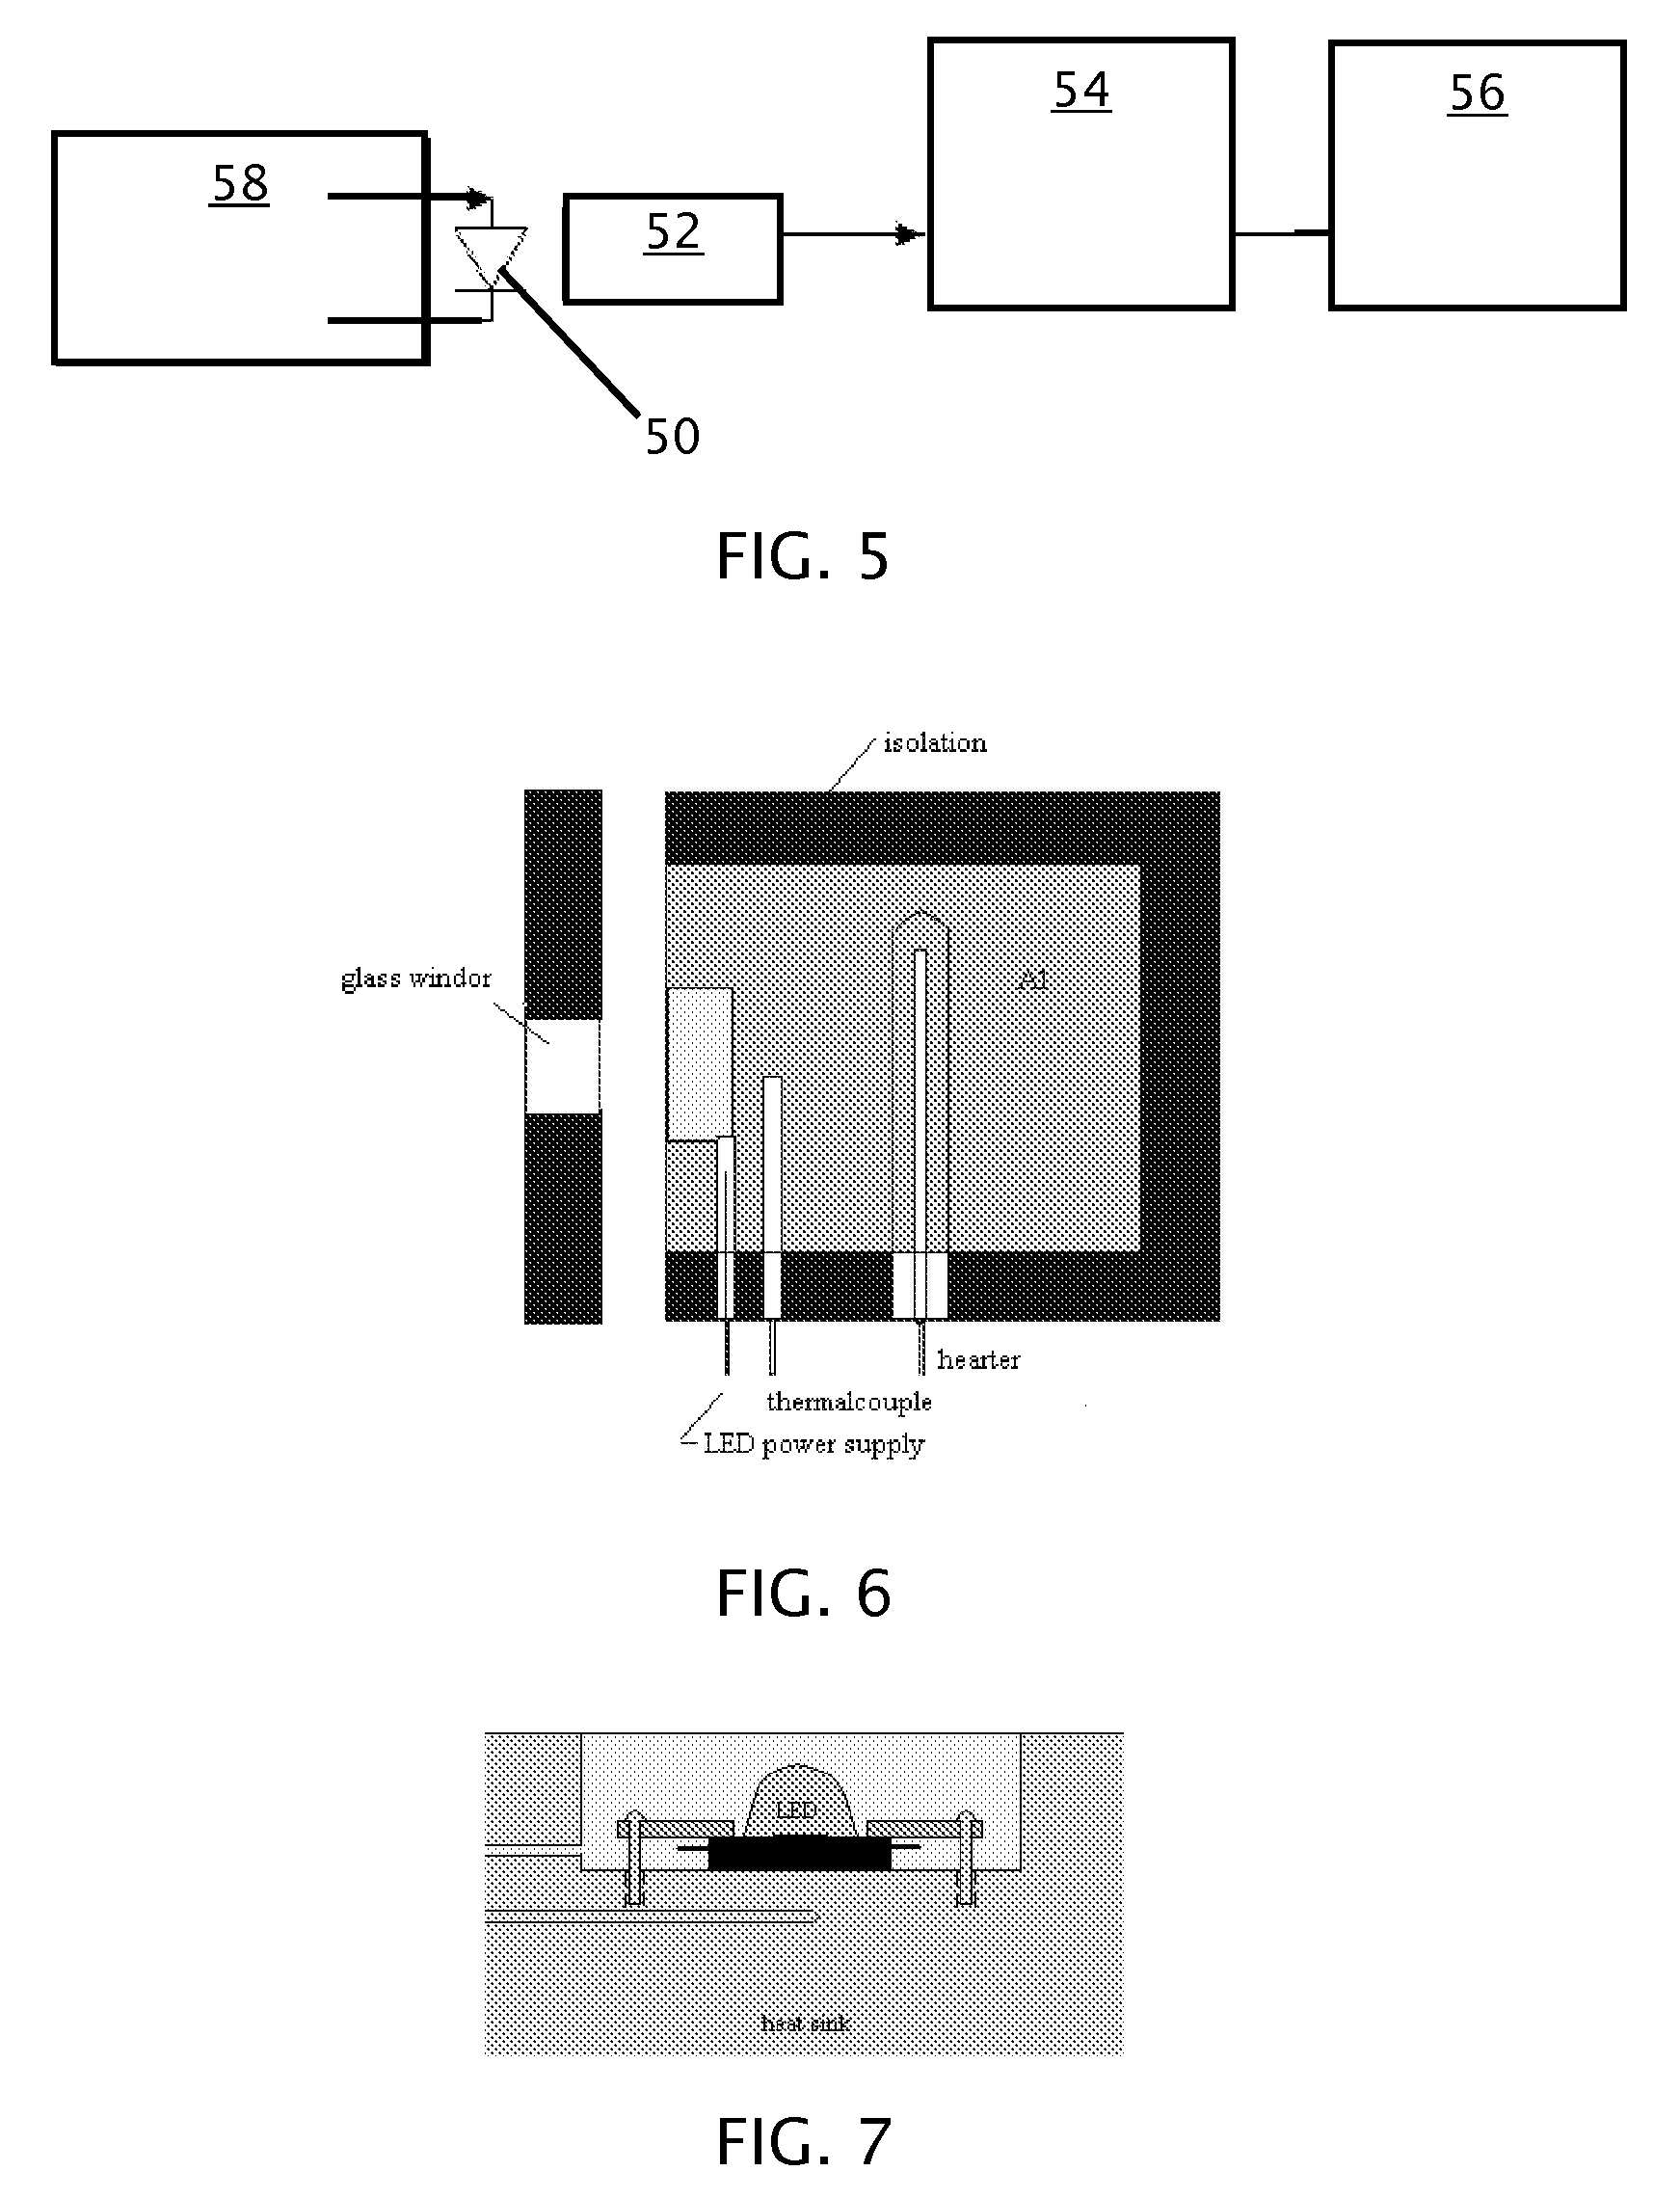 54
56
58
52
50
FIG. 5
isolation
glass windor
A1
hearter
thermalcouple
LED power supply
FIG. 6
LED
heat sink
FIG. 7